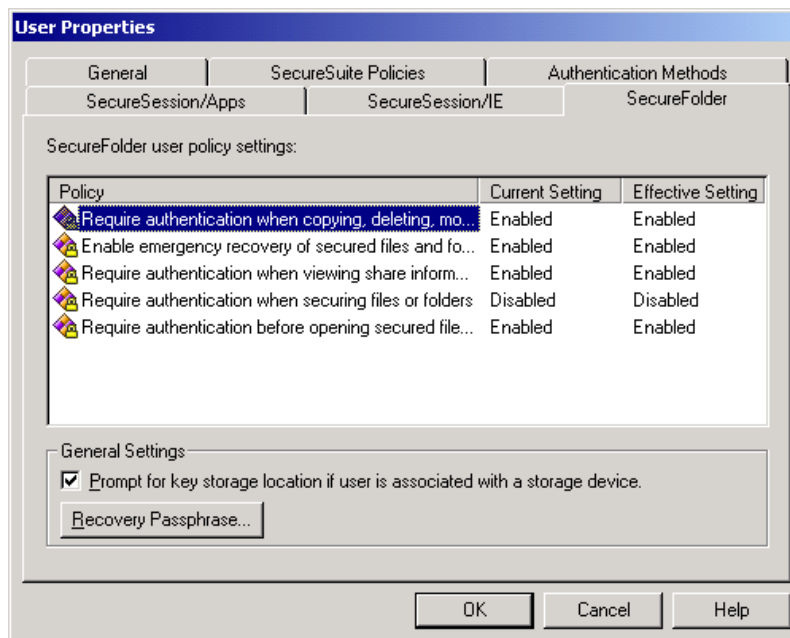 User Properties
General SecureSuite Policies Authentication Methods
SecureSession/Apps SecureSession/IE SecureFolder
SecureFolder user policy settings:
Policy Current Setting Effective Setting
Require authentication when copying, deleting, mo... Enabled Enabled
Enable emergency recovery of secured files and fo... Enabled Enabled
Require authentication when viewing share inform... Enabled Enabled
Require authentication when securing files or folders Disabled Disabled
Require authentication before opening secured file... Enabled Enabled
General Settings
Prompt for key storage location if user is associated with a storage device.
Recovery Passphrase...
OK Cancel Help